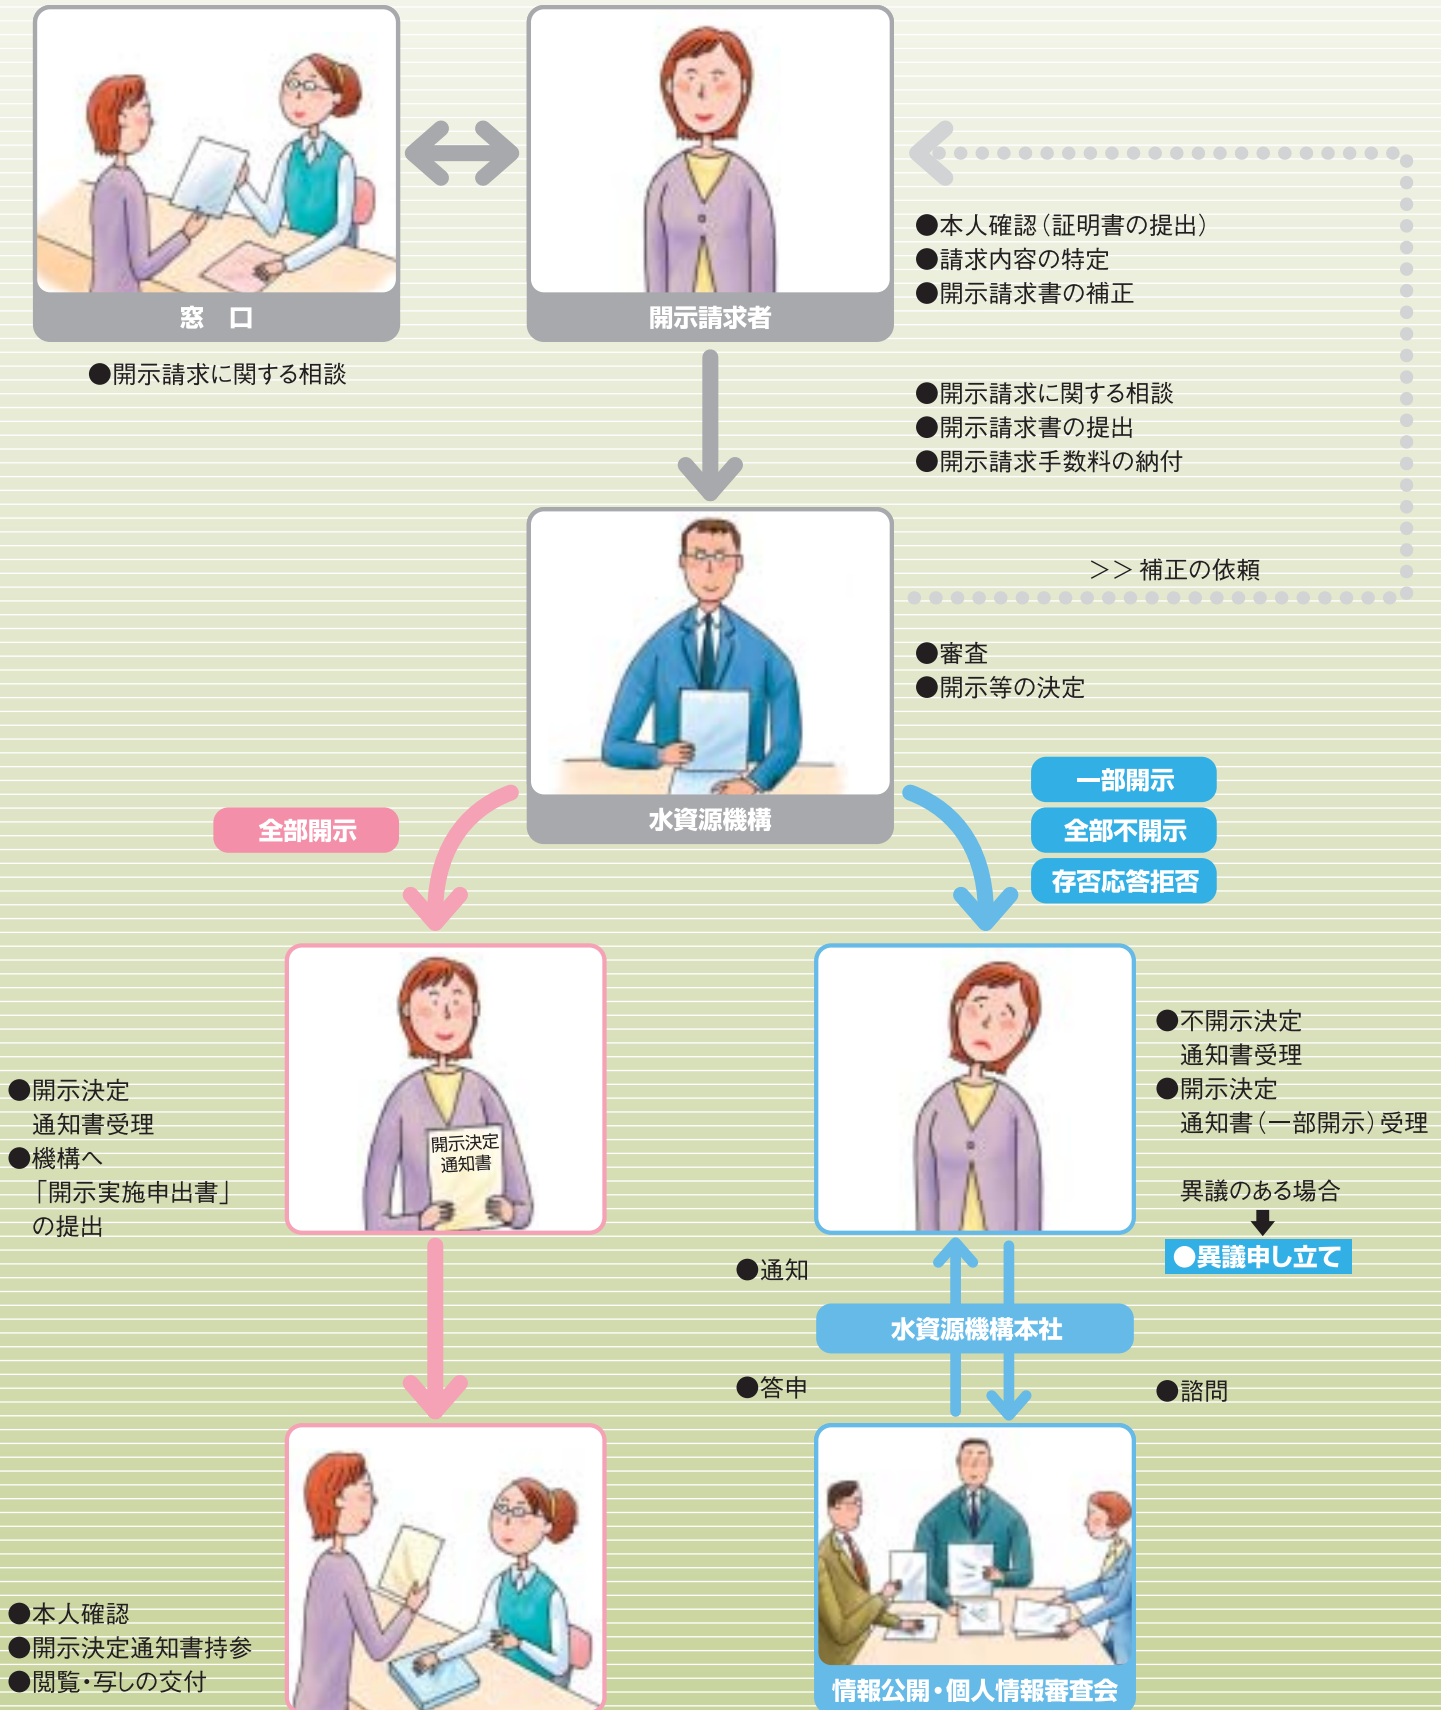 窓 口
●開示請求に関する相談
開示請求者
●本人確認（証明書の提出）
●請求内容の特定
●開示請求書の補正
●開示請求に関する相談
●開示請求書の提出
●開示請求手数料の納付
>>補正の依頼
●審査
●開示等の決定
水資源機構
全部開示
一部開示
全部不開示
存否応答拒否
●開示決定
通知書受理
●機構へ
「開示実施申出書」
の提出
開示決定
通知書
●不開示決定
通知書受理
●開示決定
通知書（一部開示）受理
異議のある場合
●異議申し立て
●通知
水資源機構本社
●答申
●諮問
●本人確認
●開示決定通知書持参
●閲覧・写しの交付
情報公開・個人情報審査会